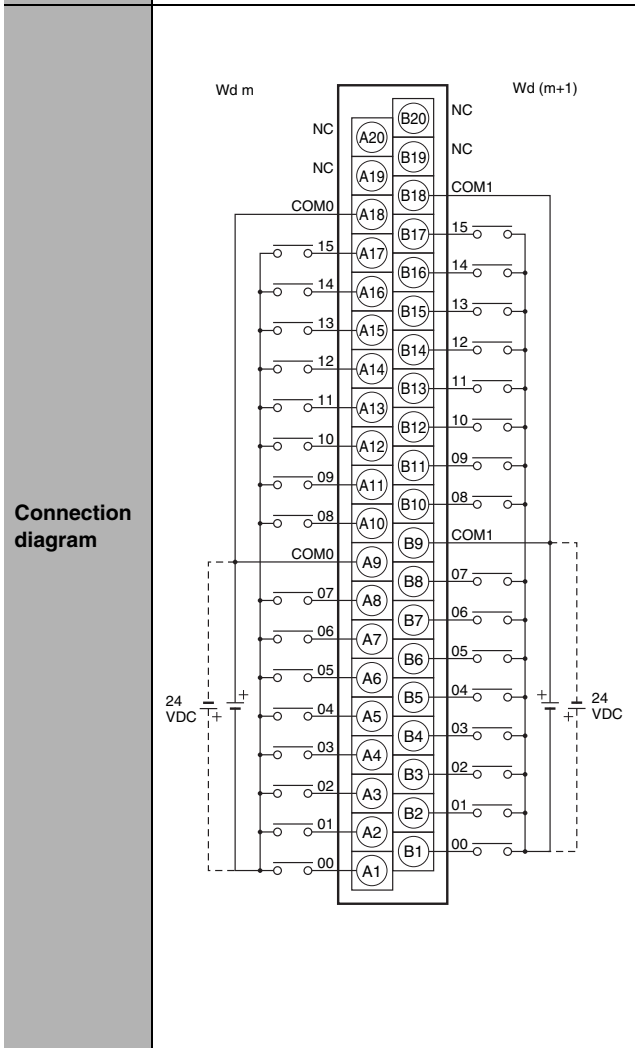 Connection
diagram
Wd m
Wd (m+1)
NC
A20
B20
NC
NC
A19
B19
NC
COM0
A18
B18
COM1
15
A17
B17
15
14
A16
B16
14
13
A15
B15
13
12
A14
B14
12
11
A13
B13
11
10
A12
B12
10
09
A11
B11
09
08
A10
B10
08
COM0
A9
B9
COM1
07
A8
B8
07
06
A7
B7
06
05
A6
B6
05
04
A5
B5
04
03
A4
B4
03
02
A3
B3
02
01
A2
B2
01
00
A1
B1
00
24
VDC
+
+
+
+
24
VDC